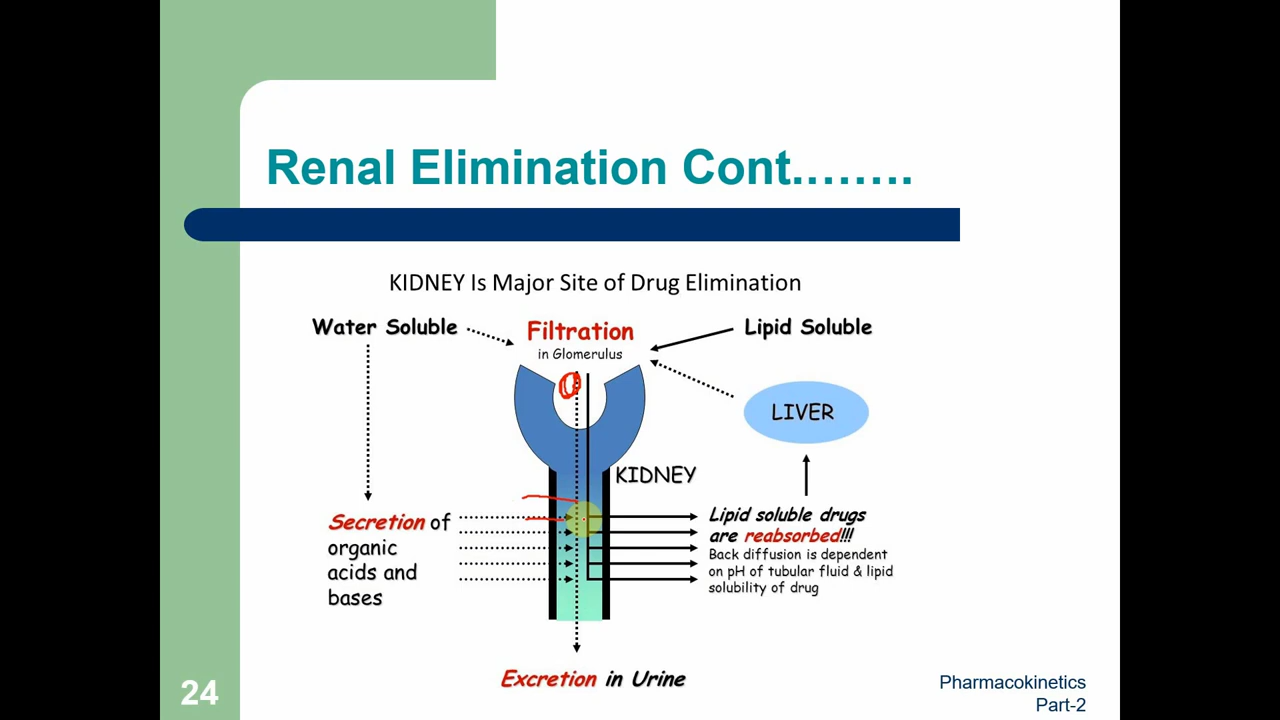 Renal Elimination Cont……..
KIDNEY Is Major Site of Drug Elimination
Water Soluble
Filtration
in Glomerulus
Lipid Soluble
LIVER
KIDNEY
Secretion of
organic
acids and
bases
Lipid soluble drugs
are reabsorbed!!!
Back diffusion is dependent
on pH of tubular fluid & lipid
solubility of drug
Excretion in Urine
24
Pharmacokinetics
Part-2